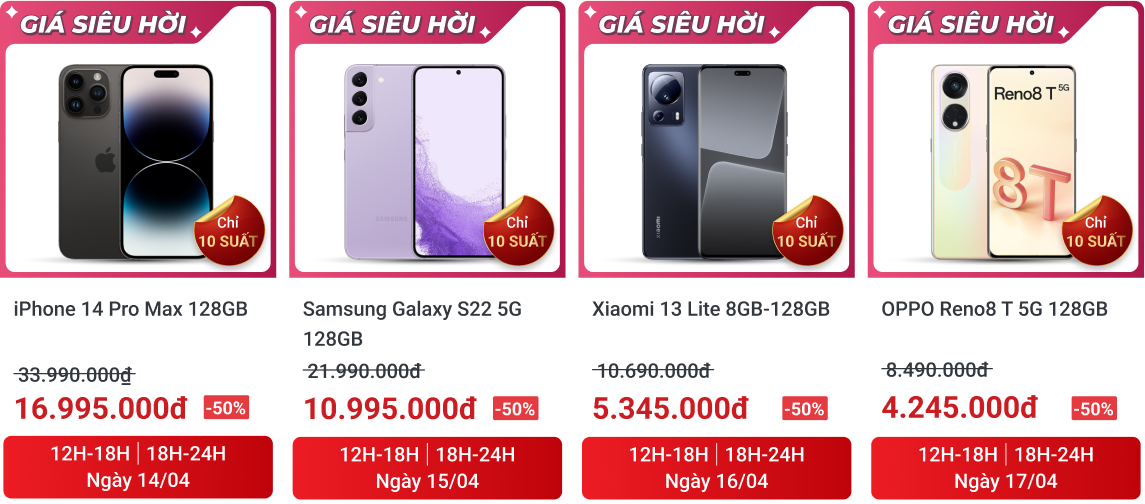 GIÁ SIÊU HỜI
Chỉ
10 SUẤT
iPhone 14 Pro Max 128GB
33.990.000₫
16.995.000đ -50%
12H-18H | 18H-24H
Ngày 14/04
GIÁ SIÊU HỜI
SAMSUNG
Chỉ
10 SUẤT
Samsung Galaxy S22 5G
128GB
21.990.000đ
10.995.000đ -50%
12H-18H | 18H-24H
Ngày 15/04
GIÁ SIÊU HỜI
xiaomi
Chỉ
10 SUẤT
Xiaomi 13 Lite 8GB-128GB
10.690.000đ
5.345.000đ -50%
12H-18H | 18H-24H
Ngày 16/04
GIÁ SIÊU HỜI
Reno8 T 5G
8T
Chỉ
10 SUẤT
OPPO Reno8 T 5G 128GB
8.490.000đ
4.245.000đ -50%
12H-18H | 18H-24H
Ngày 17/04